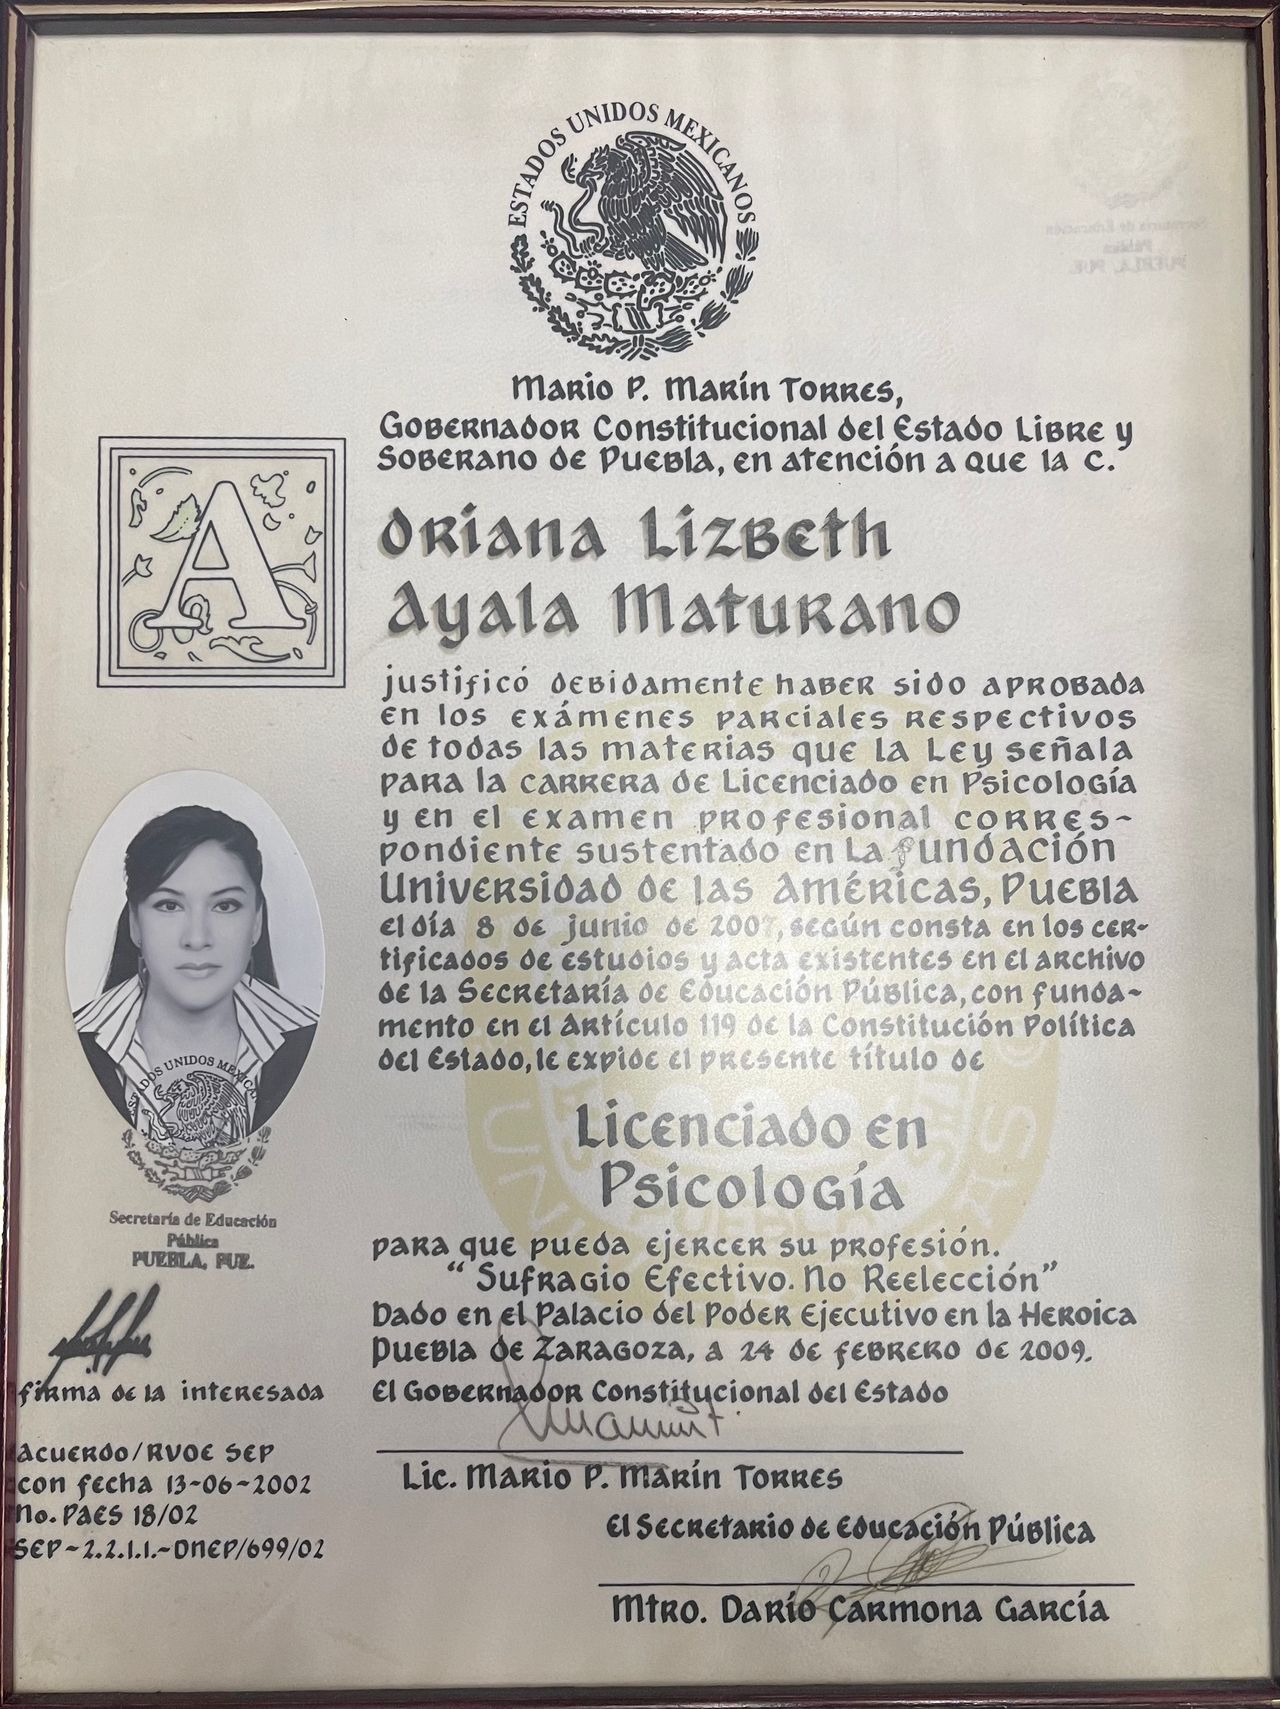 ESTADOS UNIDOS MEXICANOS
Mario P. Marín Torres,
Gobernador Constitucional del Estado Libre y
Soberano de Puebla, en atención a que la C.
A
Oriana Lizbeth
Ayala Maturano
justificó debidamente haber sido aprobada
en los exámenes parciales respectivos
de todas las materias que la Ley señala
para la carrera de Licenciado en Psicología
y en el examen profesional corres-
pondiente sustentado en la Fundación
Universidad de las Américas, Puebla
el día 8 de junio de 2007, según consta en los cer-
tificados de estudios y acta existentes en el archivo
de la Secretaría de Educación Pública, con funda-
mento en el Artículo 119 de la Constitución Política
del Estado, le expide el presente título de
Licenciado en
Psicología
para que pueda ejercer su profesión.
"Sufragio Efectivo. No Reelección"
Dado en el Palacio del Poder Ejecutivo en la Heroica
Puebla de Zaragoza, a 24 de febrero de 2009.
El Gobernador Constitucional del Estado
Lic. Mario P. Marín Torres
El Secretario de Educación Pública
Mtro. Darío Carmona García
ESTADOS UNIDOS MEXICANOS
Secretaría de Educación
Pública
PUEBLA, PUE.
firma de la interesada
acuerdo/RVOE SEP
con fecha 13-06-2002
No. PAES 18/02
SEP-2.2.1.1.-DNEP/699/02